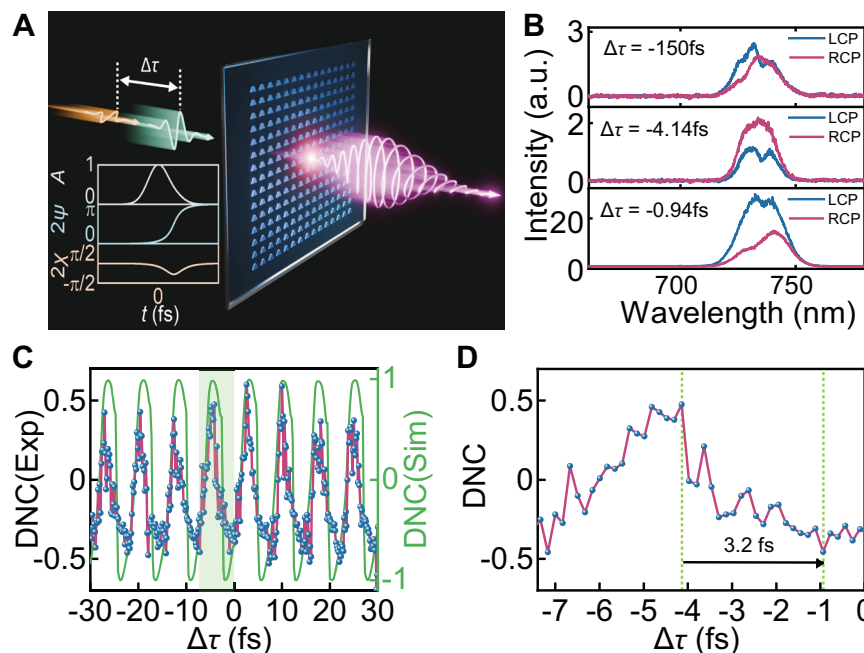 A
Δτ
A
1
0
2ψ
π
0
2χ
π/2
-π/2
0
t (fs)
B
Intensity (a.u.)
3
0
Δτ = -150fs
LCP
RCP
2
0
Δτ = -4.14fs
LCP
RCP
20
0
Δτ = -0.94fs
LCP
RCP
700 750
Wavelength (nm)
C
DNC(Exp)
0.5
0
-0.5
DNC(Sim)
1
0
-1
-30 -20 -10 0 10 20 30
Δτ (fs)
D
DNC
0.5
0
-0.5
3.2 fs
-7 -6 -5 -4 -3 -2 -1 0
Δτ (fs)